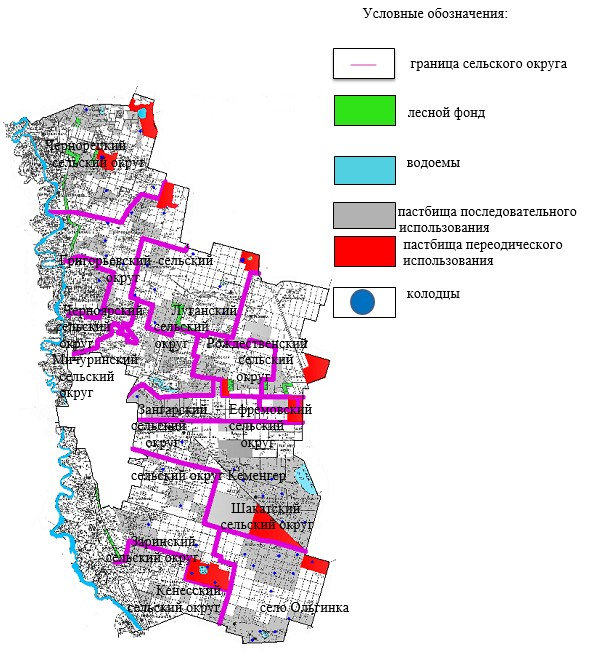 Условные обозначения:
граница сельского округа
лесной фонд
водоемы
пастбища последовательного
использования
пастбища переодического
использования
колодцы
Чернорецкий
сельский округ
Григорьевский сельский
округ
Черноярский
сельский
округ
Луганский
сельский
округ
Мичуринский
сельский
округ
Рождественский
сельский
округ
Зангарский
сельский
округ
Ефремовский
сельский
округ
сельский округ Кеменгер
Шакатский
сельский округ
Заринский
сельский округ
Кенесский
сельский округ
село Ольгинка